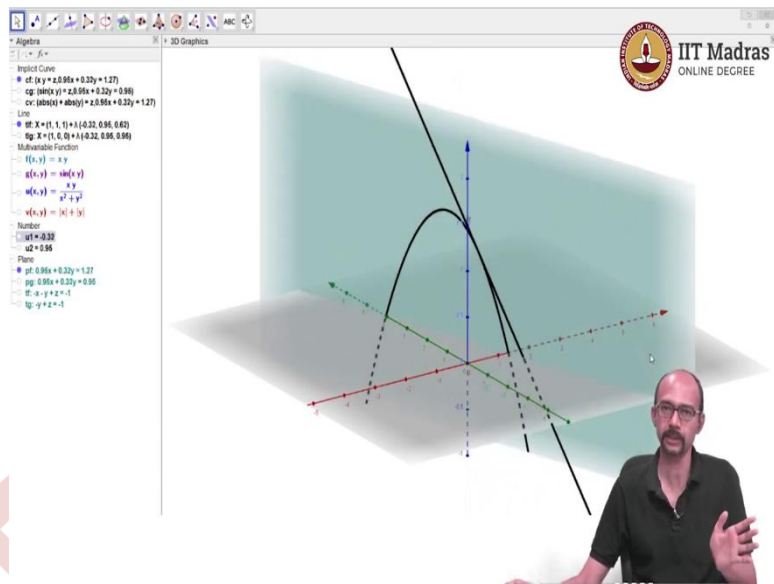 ABC
Algebra
3D Graphics
Implicit Curve
cf: (x y = z,0.95x + 0.32y = 1.27)
cg: (sin(x y) = z,0.95x + 0.32y = 0.95)
cv: (abs(x) + abs(y) = z,0.95x + 0.32y = 1.27)
Line
tlf: X = (1, 1, 1) + λ (-0.32, 0.95, 0.62)
tlg: X = (1, 0, 0) + λ (-0.32, 0.95, 0.95)
Multivariable Function
f(x, y) = x y
g(x, y) = sin(x y)
u(x, y) = x y / x² + y²
v(x, y) = |x| + |y|
Number
u1 = -0.32
u2 = 0.95
Plane
pf: 0.95x + 0.32y = 1.27
pg: 0.95x + 0.32y = 0.95
tf: -x - y + z = -1
tg: -y + z = -1
IIT Madras
ONLINE DEGREE